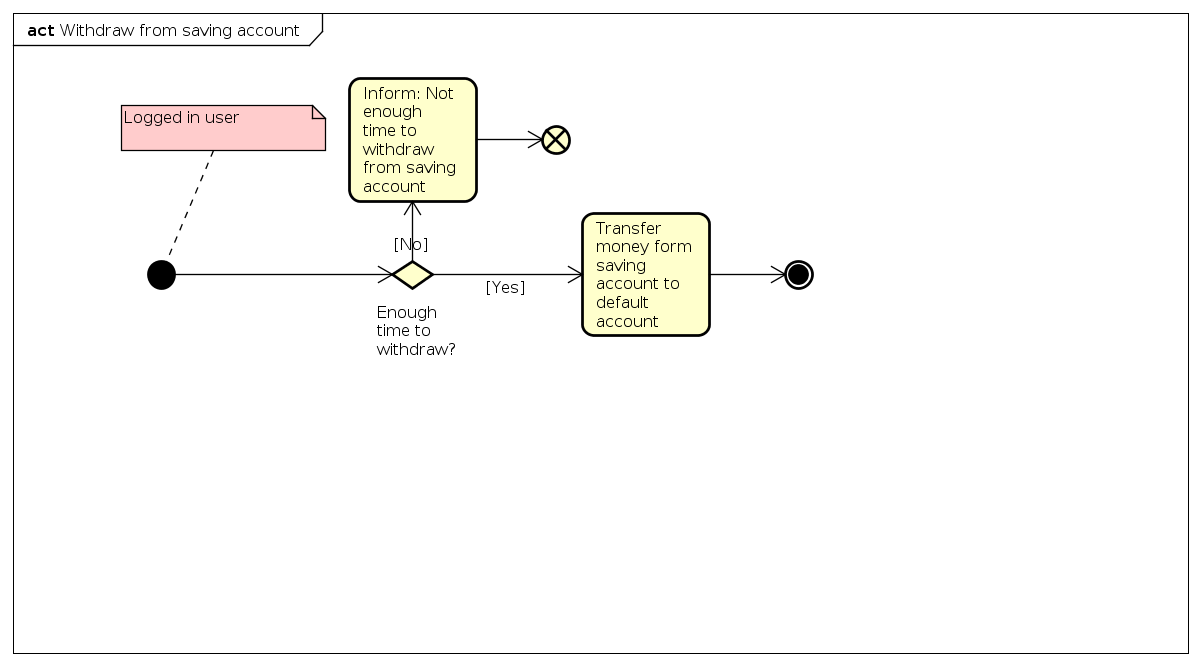 act Withdraw from saving account
Logged in user
Inform: Not
enough
time to
withdraw
from saving
account
[No]
Transfer
money form
saving
account to
default
account
[Yes]
Enough
time to
withdraw?